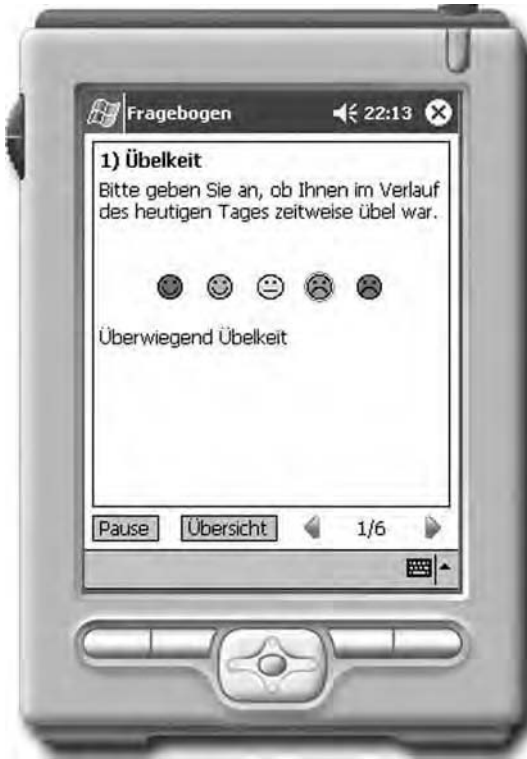 Fragebogen 22:13
1) Übelkeit
Bitte geben Sie an, ob Ihnen im Verlauf
des heutigen Tages zeitweise übel war.
Überwiegend Übelkeit
Pause Übersicht 1/6